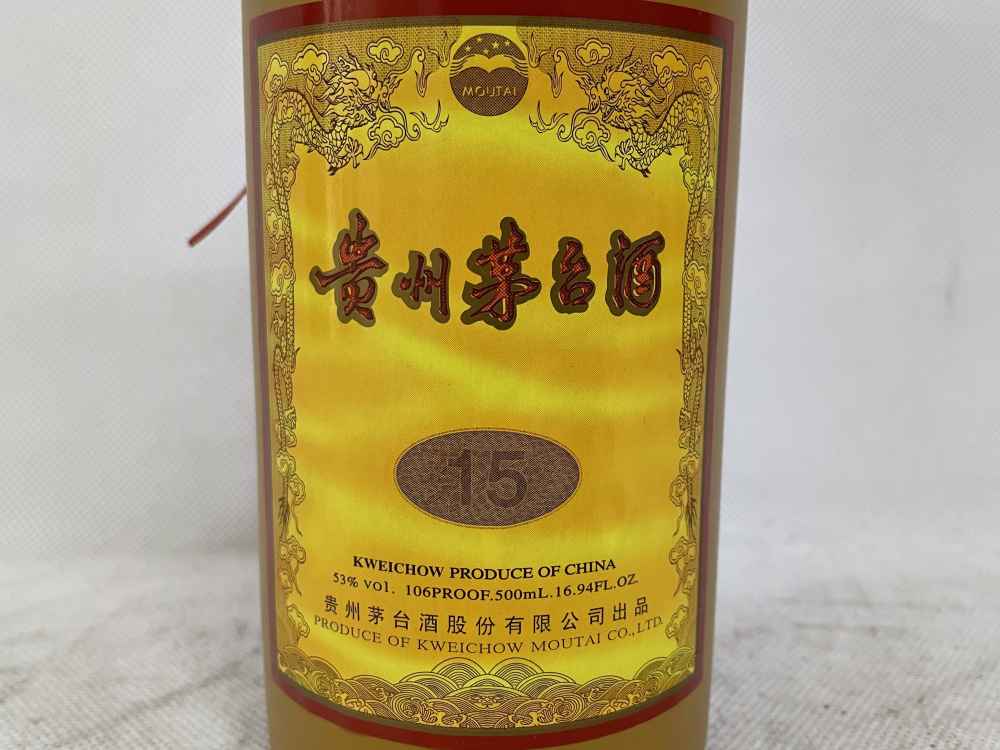 MOUTAI
贵州茅台酒
15
KWEICHOW PRODUCE OF CHINA
53% vol. 106PROOF.500mL.16.94FL.OZ.
贵州茅台酒股份有限公司出品
PRODUCE OF KWEICHOW MOUTAI CO.,LTD.